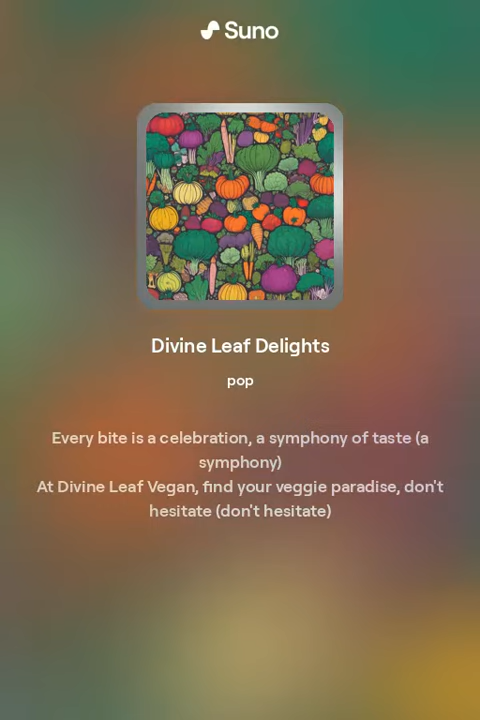 Suno
Divine Leaf Delights
pop
Every bite is a celebration, a symphony of taste (a
symphony)
At Divine Leaf Vegan, find your veggie paradise, don't
hesitate (don't hesitate)